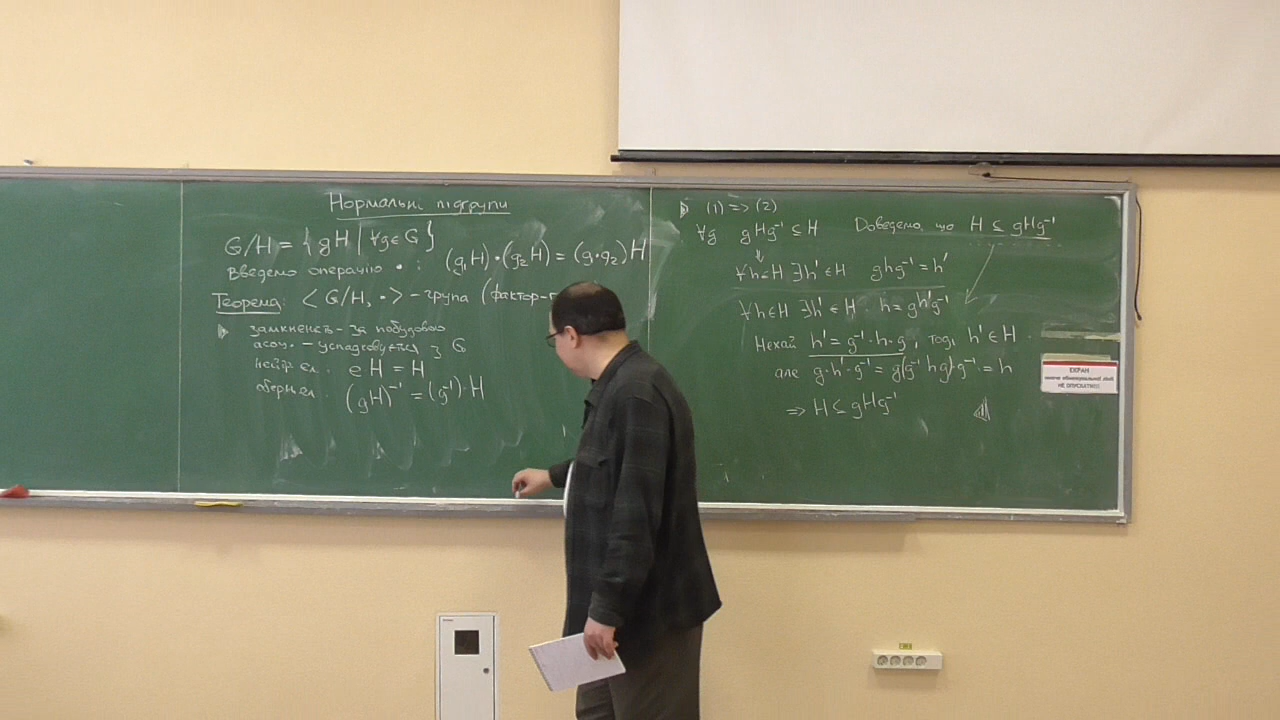 Нормальні підгрупи
G/H = { gH | ∀g∈G }
Введемо операцію • : (g₁H)•(g₂H) = (g₁•g₂)H
Теорема: < G/H, • > - група (фактор-г
замкненість - за побудовою
асоц. - успадковується з G
нейтр ел. eH = H
оберн ел. (gH)⁻¹ = (g⁻¹)·H
(1) => (2)
∀g gHg⁻¹ ⊆ H Доведемо, що H ⊆ gHg⁻¹
∀h∈H ∃h'∈H ghg⁻¹ = h'
∀h∈H ∃h'∈H h = gh'g⁻¹
Нехай h' = g⁻¹·h·g, тоді h'∈H
але g·h'·g⁻¹ = g(g⁻¹hg)g⁻¹ = h
=> H ⊆ gHg⁻¹
ЕКРАН
НЕ ОПУСКАТИ!!!